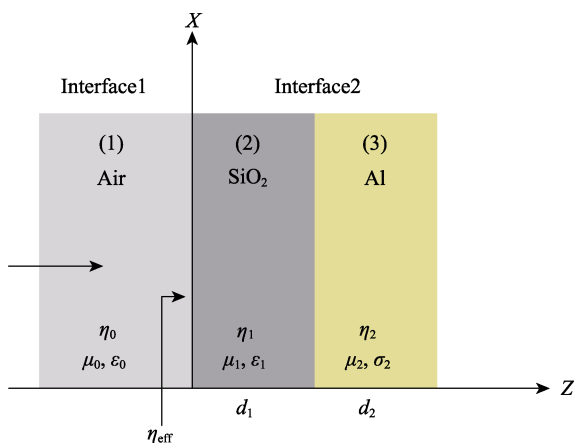 X
Interface1 Interface2
(1) (2) (3)
Air SiO₂ Al
η₀ η₁ η₂
μ₀, ε₀ μ₁, ε₁ μ₂, σ₂
Z
d₁ d₂
ηeff